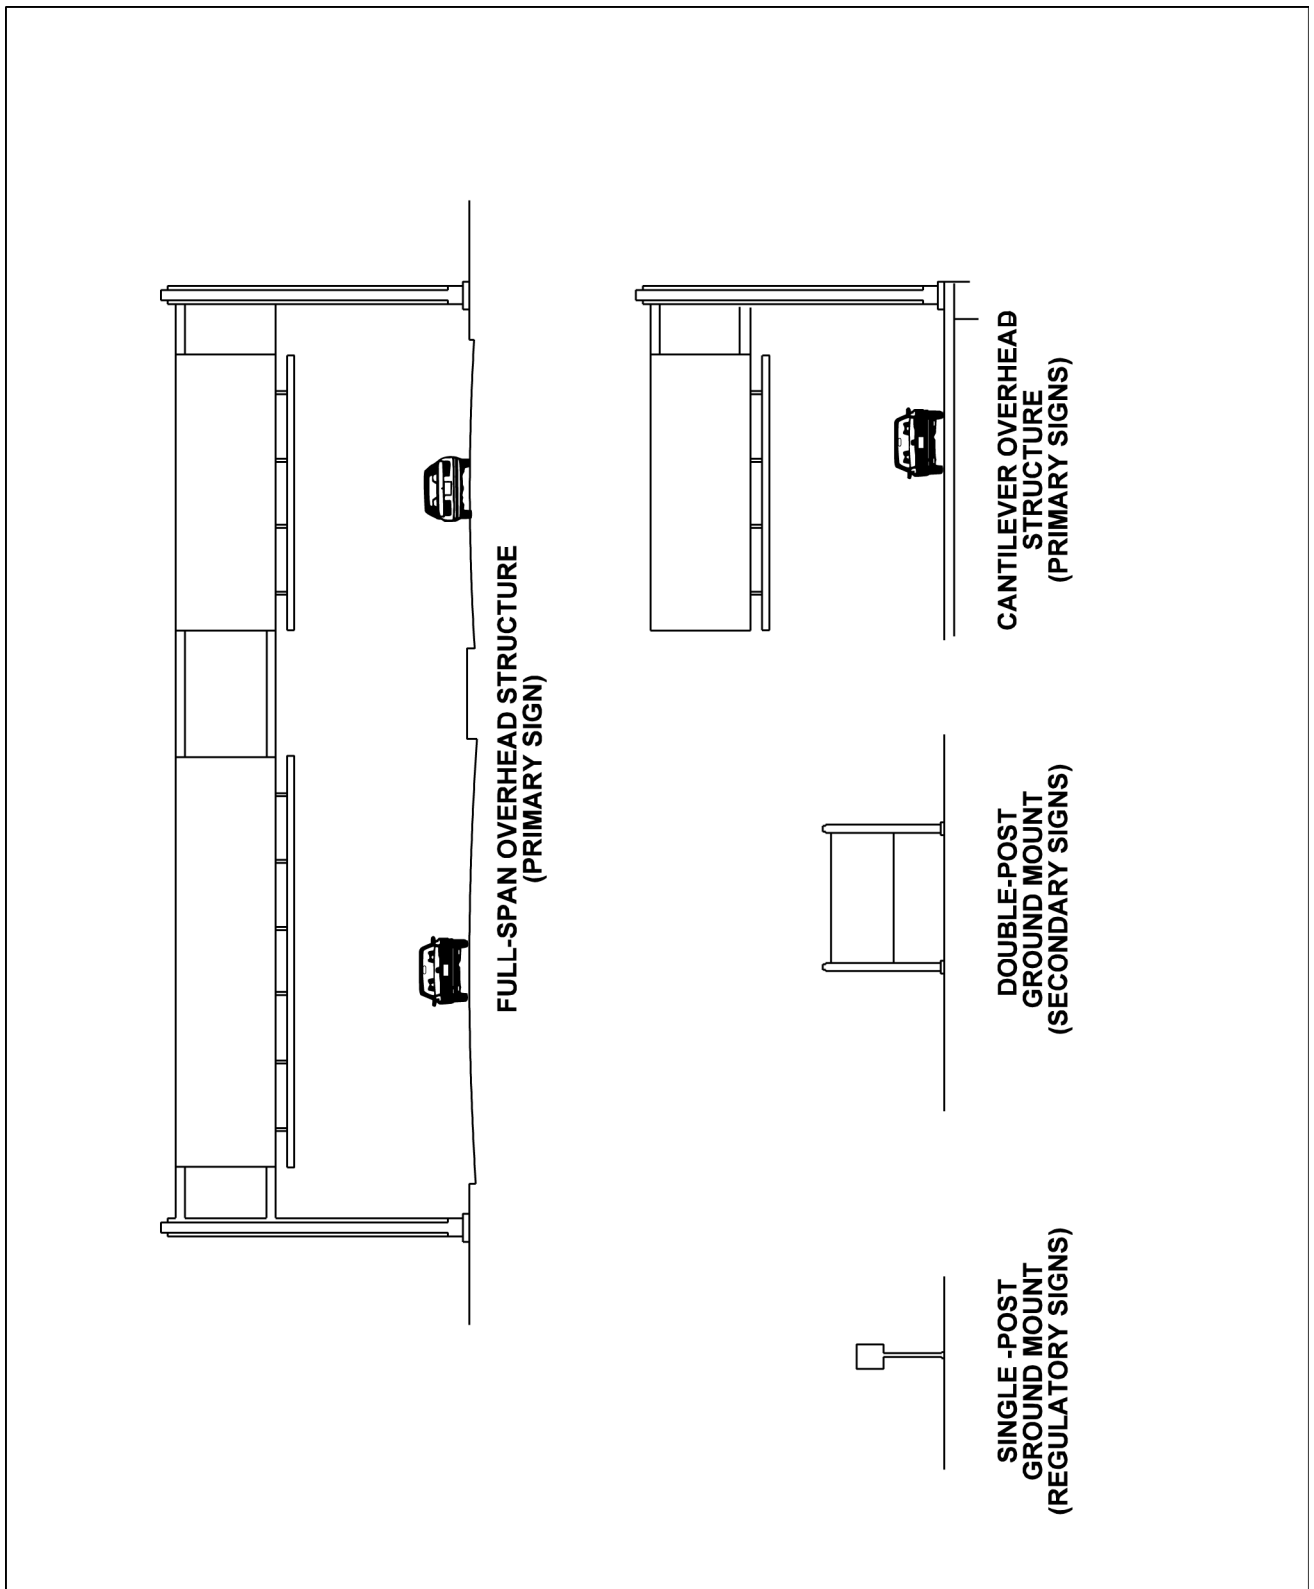 FULL-SPAN OVERHEAD STRUCTURE
(PRIMARY SIGN)
SINGLE -POST
GROUND MOUNT
(REGULATORY SIGNS)
DOUBLE-POST
GROUND MOUNT
(SECONDARY SIGNS)
CANTILEVER OVERHEAD
STRUCTURE
(PRIMARY SIGNS)